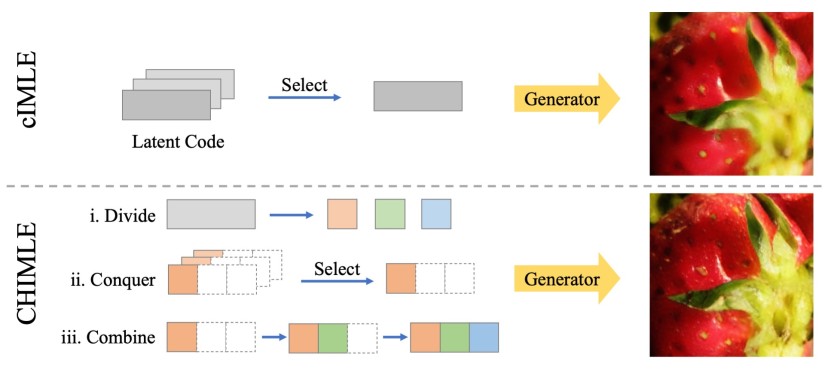 cIMLE
Select
Latent Code
Generator
CHIMLE
i. Divide
ii. Conquer
Select
Generator
iii. Combine